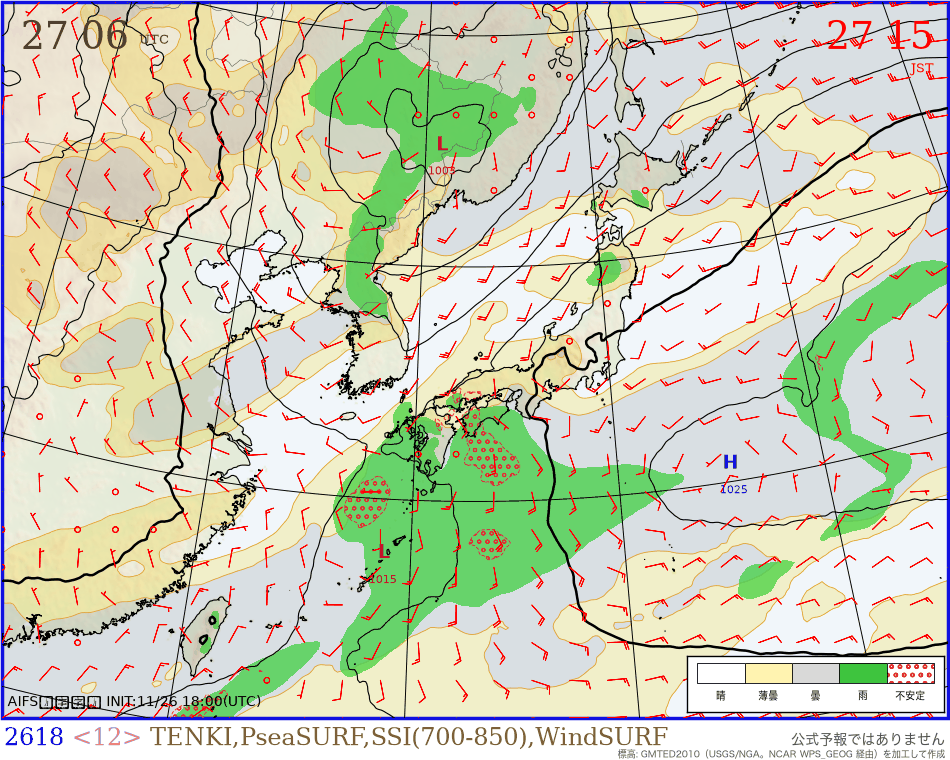 27 06 UTC
27 15
JST
L
1003
H
1025
L
1015
晴 薄曇 曇 雨 不安定
AIFS INIT:11/26 18:00(UTC)
2618 <12> TENKI,PseaSURF,SSI(700-850),WindSURF
公式予報ではありません
標高: GMTED2010（USGS/NGA。NCAR WPS_GEOG 経由）を加工して作成